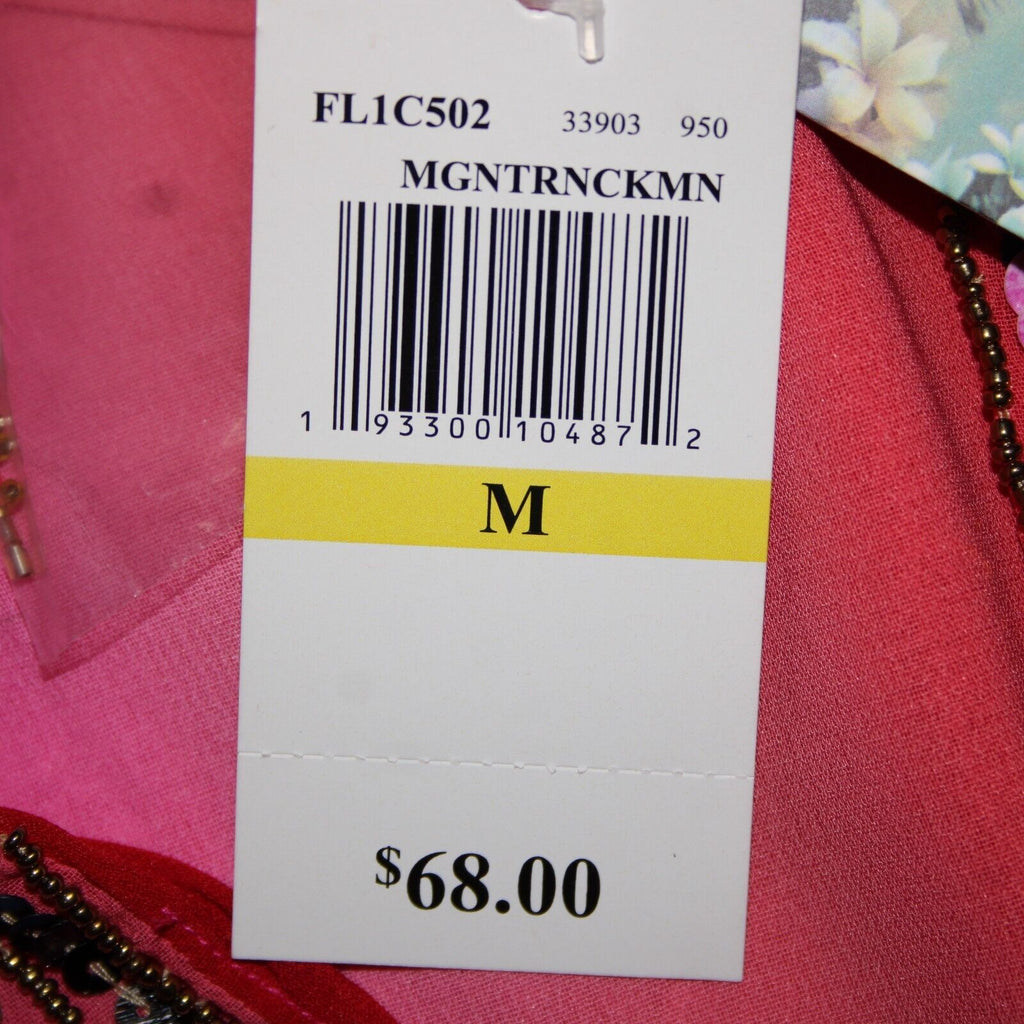 FL1C502 33903 950
MGNTRNCKMN
1 93300 10487 2
M
$68.00